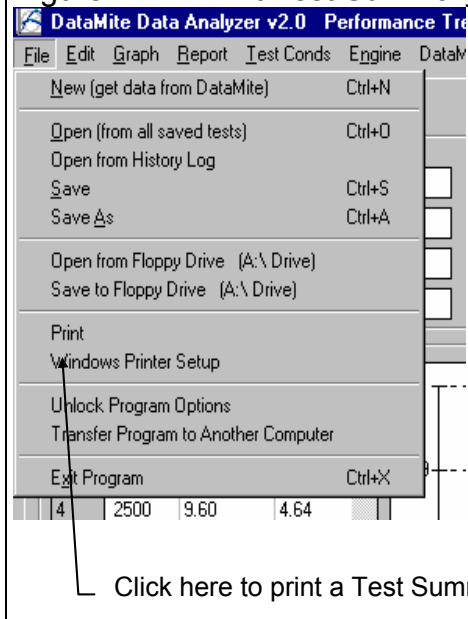 DataMite Data Analyzer v2.0 Performance Tre
File Edit Graph Report Test Conds Engine DataM
New (get data from DataMite) Ctrl+N
Open (from all saved tests) Ctrl+O
Open from History Log
Save Ctrl+S
Save As Ctrl+A
Open from Floppy Drive (A:\ Drive)
Save to Floppy Drive (A:\ Drive)
Print
Windows Printer Setup
Unlock Program Options
Transfer Program to Another Computer
Exit Program Ctrl+X
4 2500 9.60 4.64
Click here to print a Test Sum